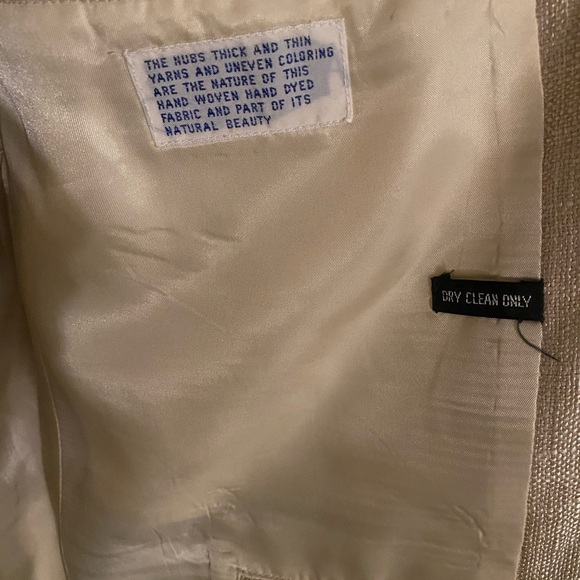 THE NUBS THICK AND THIN
YARNS AND UNEVEN COLORING
ARE THE NATURE OF THIS
HAND WOVEN HAND DYED
FABRIC AND PART OF ITS
NATURAL BEAUTY
DRY CLEAN ONLY